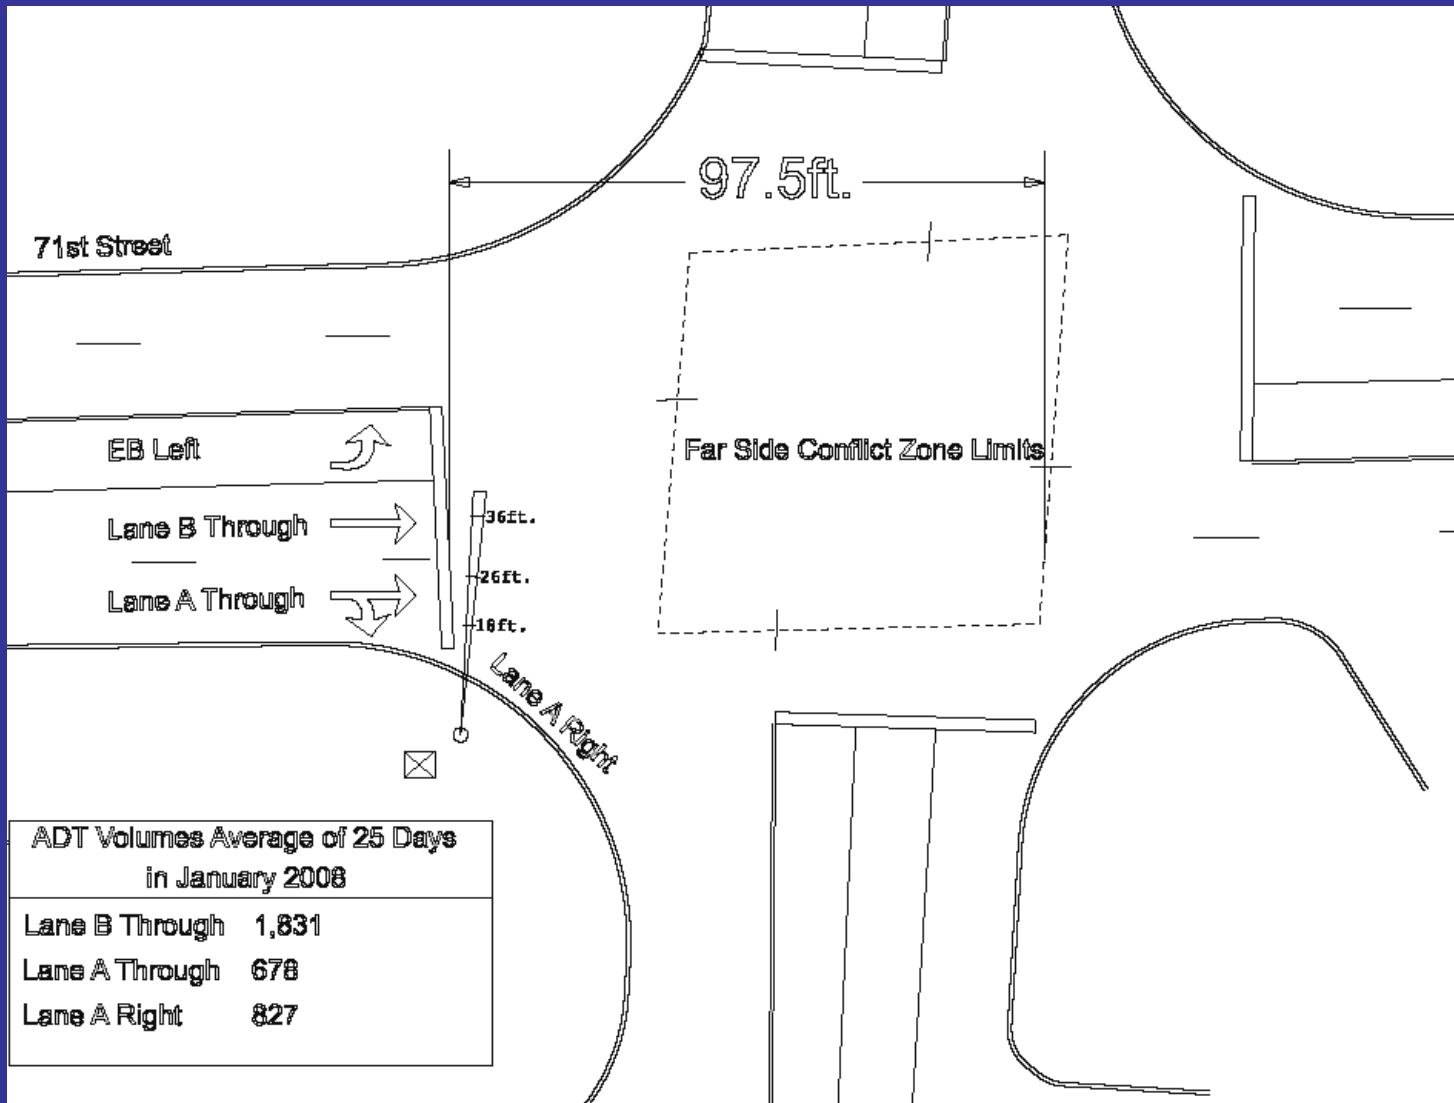 97.5ft.
71st Street
Far Side Conflict Zone Limits
EB Left
Lane B Through
Lane A Through
36ft.
26ft.
18ft.
Lane A Right
ADT Volumes Average of 25 Days
in January 2008
Lane B Through 1,831
Lane A Through 678
Lane A Right 827